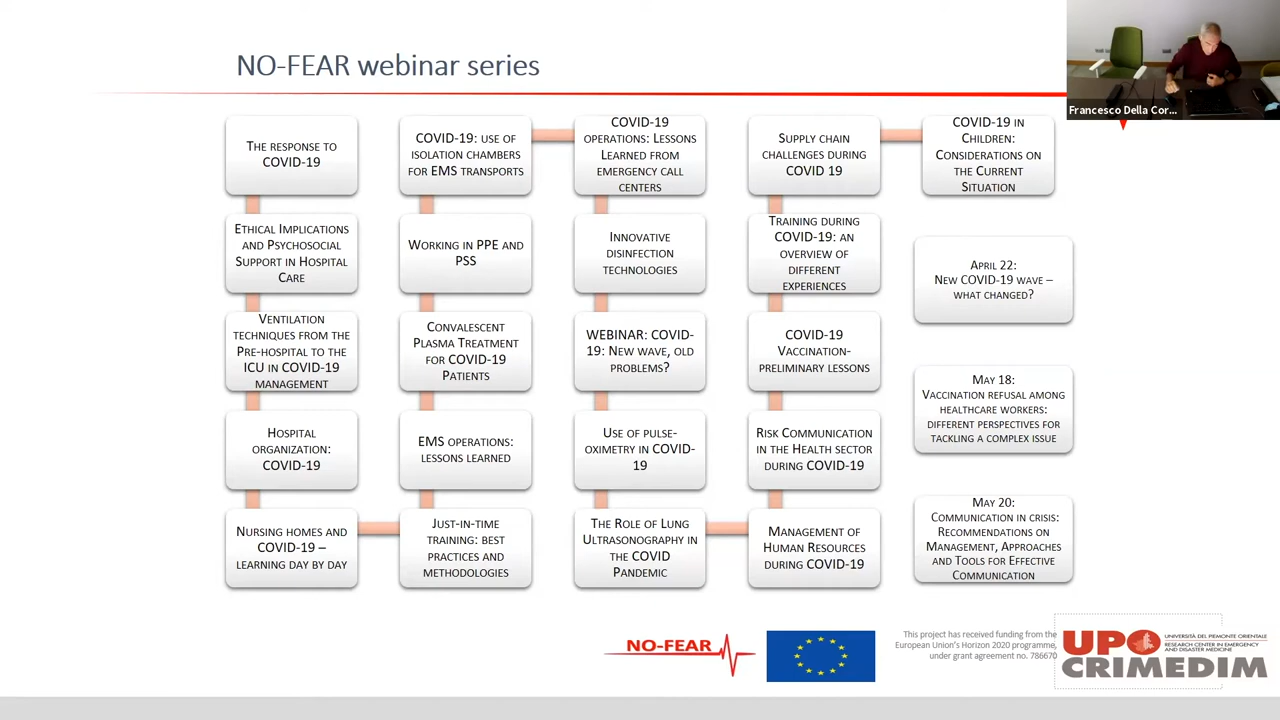 NO-FEAR webinar series
Francesco Della Cor...
THE RESPONSE TO
COVID-19
ETHICAL IMPLICATIONS
AND PSYCHOSOCIAL
SUPPORT IN HOSPITAL
CARE
VENTILATION
TECHNIQUES FROM THE
PRE-HOSPITAL TO THE
ICU IN COVID-19
MANAGEMENT
HOSPITAL
ORGANIZATION:
COVID-19
NURSING HOMES AND
COVID-19 –
LEARNING DAY BY DAY
COVID-19: USE OF
ISOLATION CHAMBERS
FOR EMS TRANSPORTS
WORKING IN PPE AND
PSS
CONVALESCENT
PLASMA TREATMENT
FOR COVID-19
PATIENTS
EMS OPERATIONS:
LESSONS LEARNED
JUST-IN-TIME
TRAINING: BEST
PRACTICES AND
METHODOLOGIES
COVID-19
OPERATIONS: LESSONS
LEARNED FROM
EMERGENCY CALL
CENTERS
INNOVATIVE
DISINFECTION
TECHNOLOGIES
WEBINAR: COVID-
19: NEW WAVE, OLD
PROBLEMS?
USE OF PULSE-
OXIMETRY IN COVID-
19
THE ROLE OF LUNG
ULTRASONOGRAPHY IN
THE COVID
PANDEMIC
SUPPLY CHAIN
CHALLENGES DURING
COVID 19
TRAINING DURING
COVID-19: AN
OVERVIEW OF
DIFFERENT
EXPERIENCES
COVID-19
VACCINATION-
PRELIMINARY LESSONS
RISK COMMUNICATION
IN THE HEALTH SECTOR
DURING COVID-19
MANAGEMENT OF
HUMAN RESOURCES
DURING COVID-19
COVID-19 IN
CHILDREN:
CONSIDERATIONS ON
THE CURRENT
SITUATION
APRIL 22:
NEW COVID-19 WAVE –
WHAT CHANGED?
MAY 18:
VACCINATION REFUSAL AMONG
HEALTHCARE WORKERS:
DIFFERENT PERSPECTIVES FOR
TACKLING A COMPLEX ISSUE
MAY 20:
COMMUNICATION IN CRISIS:
RECOMMENDATIONS ON
MANAGEMENT, APPROACHES
AND TOOLS FOR EFFECTIVE
COMMUNICATION
NO-FEAR
This project has received funding from the
European Union's Horizon 2020 programme,
under grant agreement no. 786670
UPO
UNIVERSITÀ DEL PIEMONTE ORIENTALE
RESEARCH CENTER IN EMERGENCY
AND DISASTER MEDICINE
CRIMEDIM